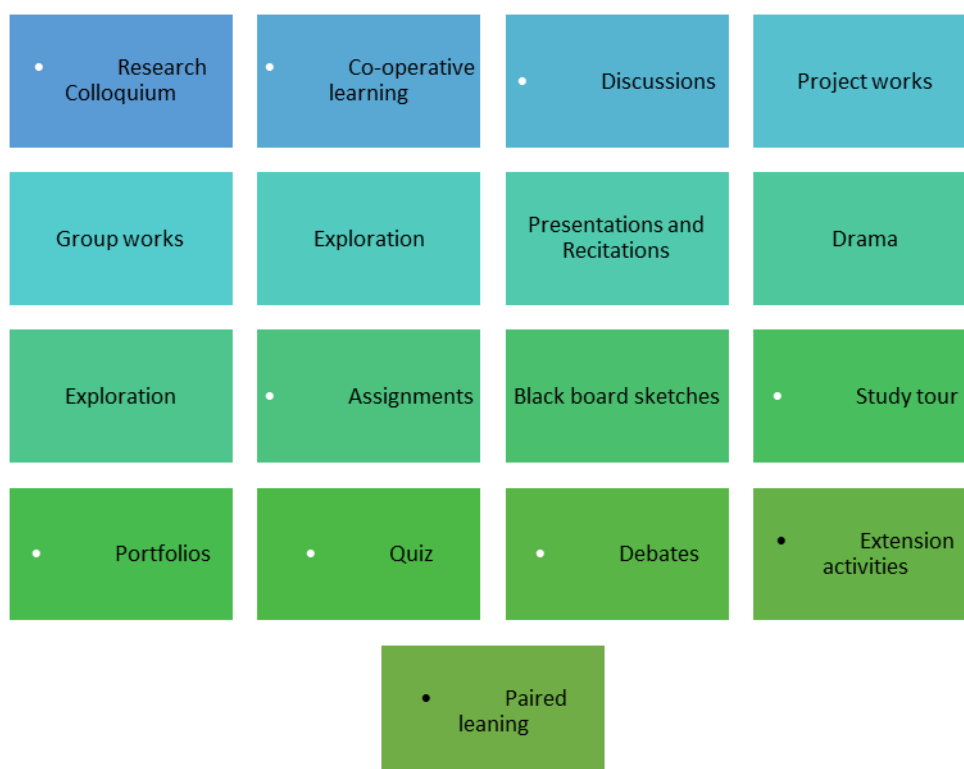 • Research
Colloquium
• Co-operative
learning
• Discussions
Project works
Group works
Exploration
Presentations and
Recitations
Drama
Exploration
• Assignments
Black board sketches
• Study tour
• Portfolios
• Quiz
• Debates
• Extension
activities
• Paired
leaning